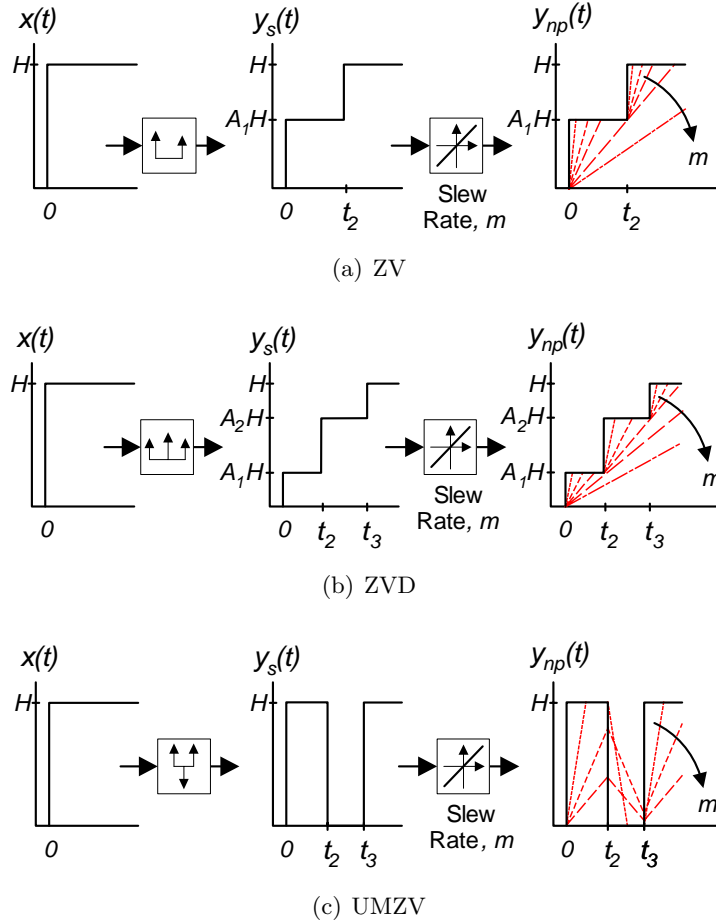 x(t) y_s(t) y_np(t)
H H H
A_1H A_1H
m
0 0 t_2 0 t_2
Slew
Rate, m
(a) ZV
x(t) y_s(t) y_np(t)
H H H
A_2H A_2H
A_1H A_1H
m
0 0 t_2 t_3 0 t_2 t_3
Slew
Rate, m
(b) ZVD
x(t) y_s(t) y_np(t)
H H H
m
0 0 t_2 t_3 0 t_2 t_3
Slew
Rate, m
(c) UMZV